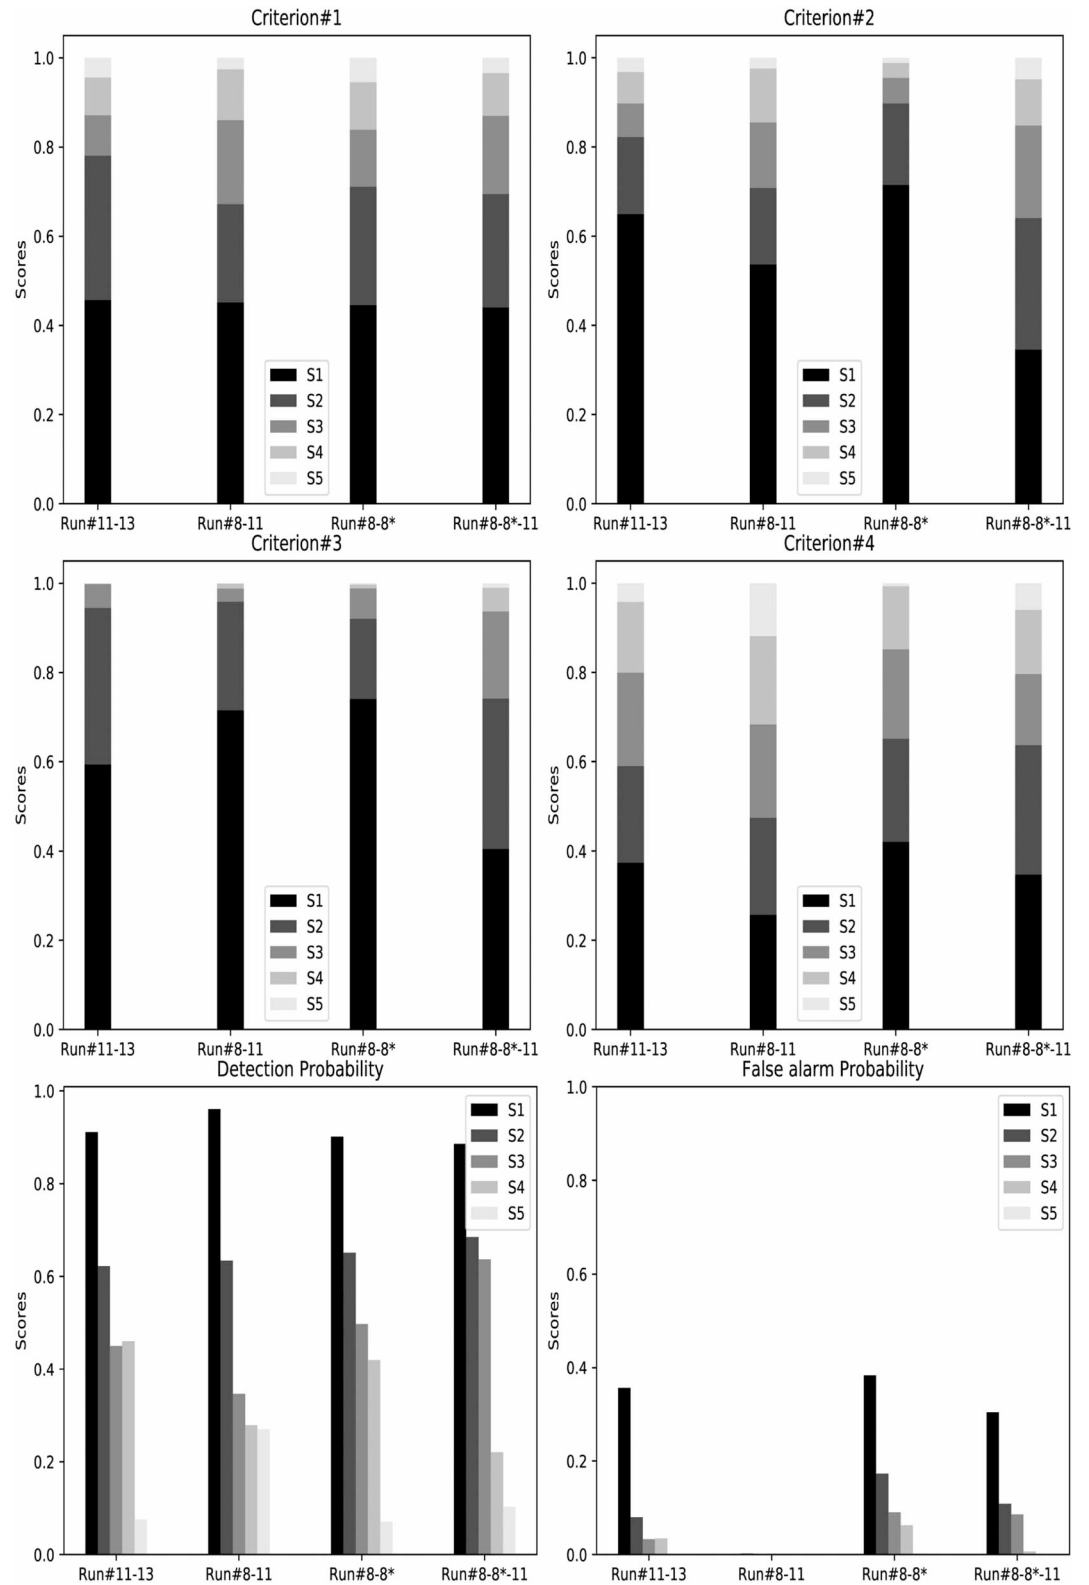 Criterion#1
1.0
0.8
0.6
0.4
0.2
0.0
Scores
S1
S2
S3
S4
S5
Run#11-13 Run#8-11 Run#8-8* Run#8-8*-11
Criterion#2
1.0
0.8
0.6
0.4
0.2
0.0
Scores
S1
S2
S3
S4
S5
Run#11-13 Run#8-11 Run#8-8* Run#8-8*-11
Criterion#3
1.0
0.8
0.6
0.4
0.2
0.0
Scores
S1
S2
S3
S4
S5
Run#11-13 Run#8-11 Run#8-8* Run#8-8*-11
Criterion#4
1.0
0.8
0.6
0.4
0.2
0.0
Scores
S1
S2
S3
S4
S5
Run#11-13 Run#8-11 Run#8-8* Run#8-8*-11
Detection Probability
1.0
0.8
0.6
0.4
0.2
0.0
Scores
S1
S2
S3
S4
S5
Run#11-13 Run#8-11 Run#8-8* Run#8-8*-11
False alarm Probability
1.0
0.8
0.6
0.4
0.2
0.0
Scores
S1
S2
S3
S4
S5
Run#11-13 Run#8-11 Run#8-8* Run#8-8*-11